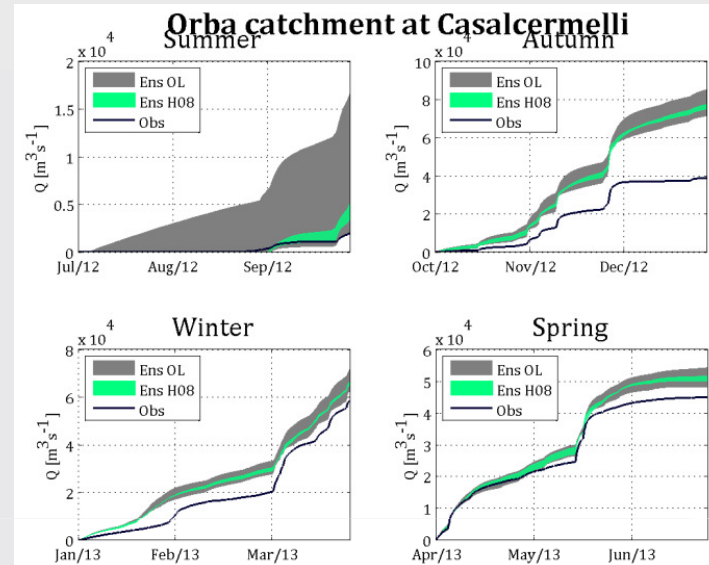 Orba catchment at Casalcermelli
Summer
x 10^4
Q [m^3 s^-1]
2
1.5
1
0.5
0
Ens OL
Ens H08
Obs
Jul/12 Aug/12 Sep/12
Autumn
x 10^4
Q [m^3 s^-1]
10
8
6
4
2
0
Ens OL
Ens H08
Obs
Oct/12 Nov/12 Dec/12
Winter
x 10^4
Q [m^3 s^-1]
8
6
4
2
0
Ens OL
Ens H08
Obs
Jan/13 Feb/13 Mar/13
Spring
x 10^4
Q [m^3 s^-1]
6
5
4
3
2
1
0
Ens OL
Ens H08
Obs
Apr/13 May/13 Jun/13